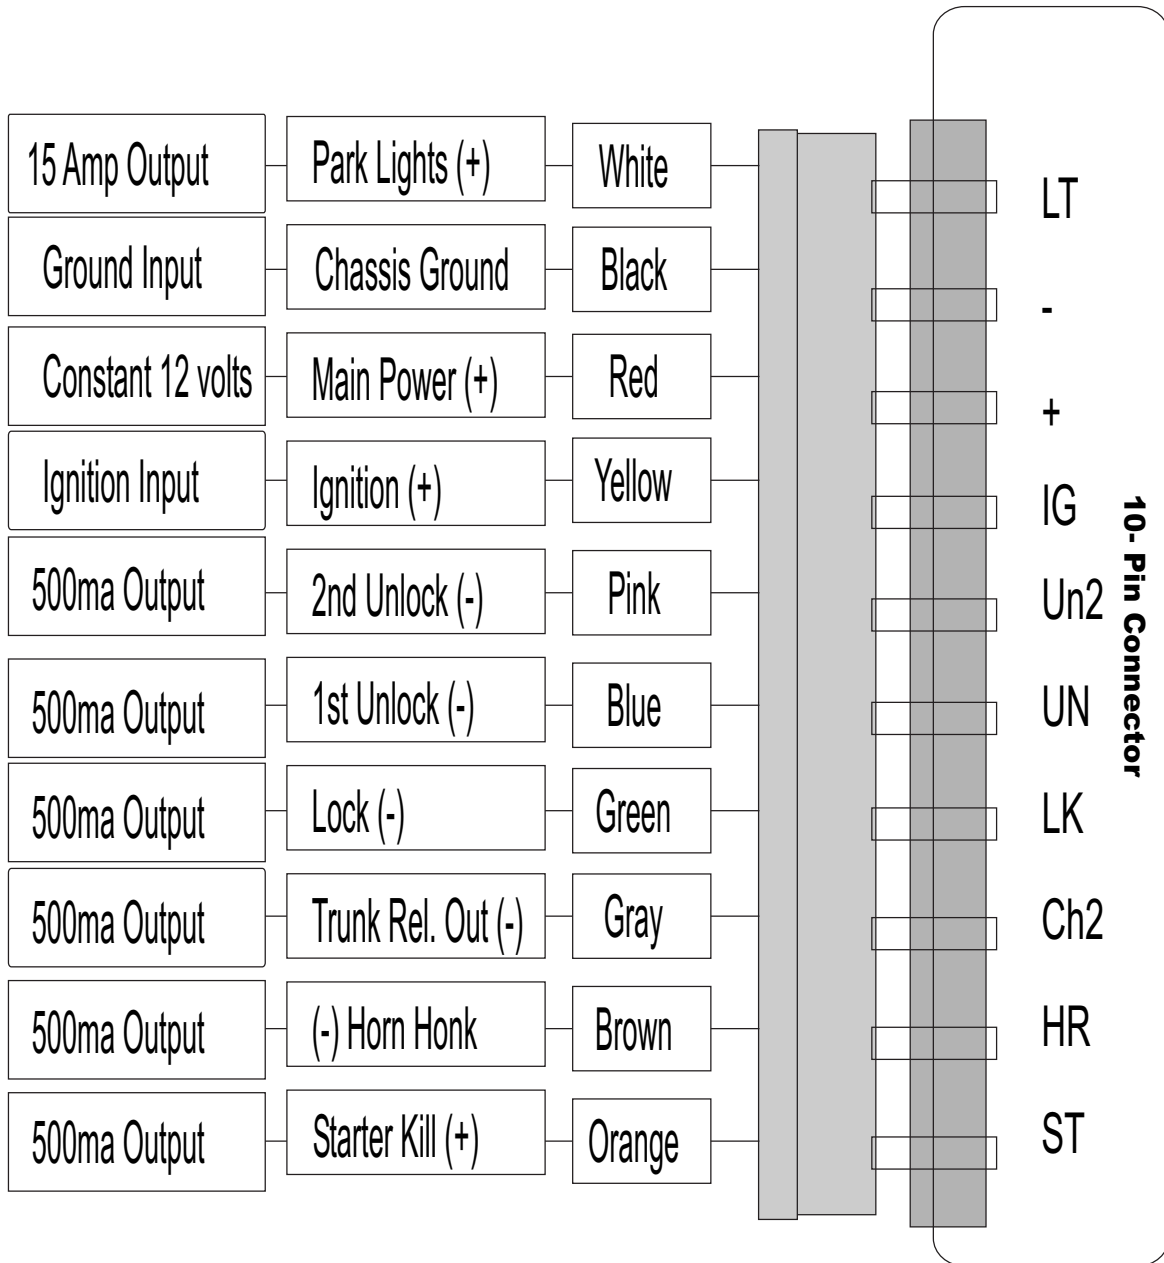 15 Amp Output Park Lights (+) White LT
Ground Input Chassis Ground Black -
Constant 12 volts Main Power (+) Red +
Ignition Input Ignition (+) Yellow IG
500ma Output 2nd Unlock (-) Pink Un2
500ma Output 1st Unlock (-) Blue UN
500ma Output Lock (-) Green LK
500ma Output Trunk Rel. Out (-) Gray Ch2
500ma Output (-) Horn Honk Brown HR
500ma Output Starter Kill (+) Orange ST
10- Pin Connector